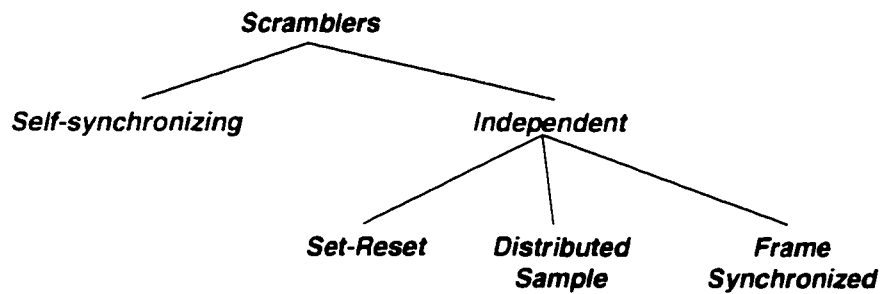 Scramblers
Self-synchronizing
Independent
Set-Reset
Distributed
Sample
Frame
Synchronized